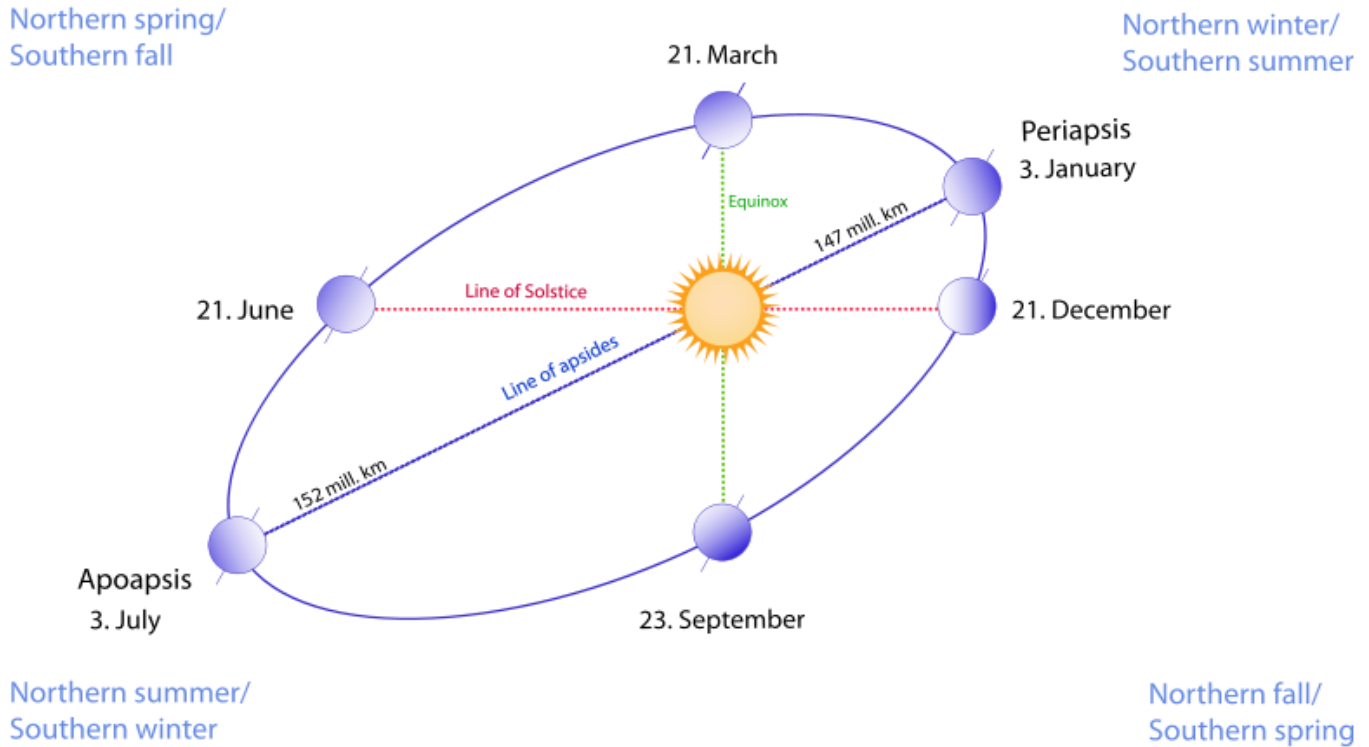 Northern spring/
Southern fall
21. March
Northern winter/
Southern summer
Periapsis
3. January
Equinox
147 mill. km
21. June
Line of Solstice
21. December
Line of apsides
152 mill. km
Apoapsis
3. July
23. September
Northern summer/
Southern winter
Northern fall/
Southern spring